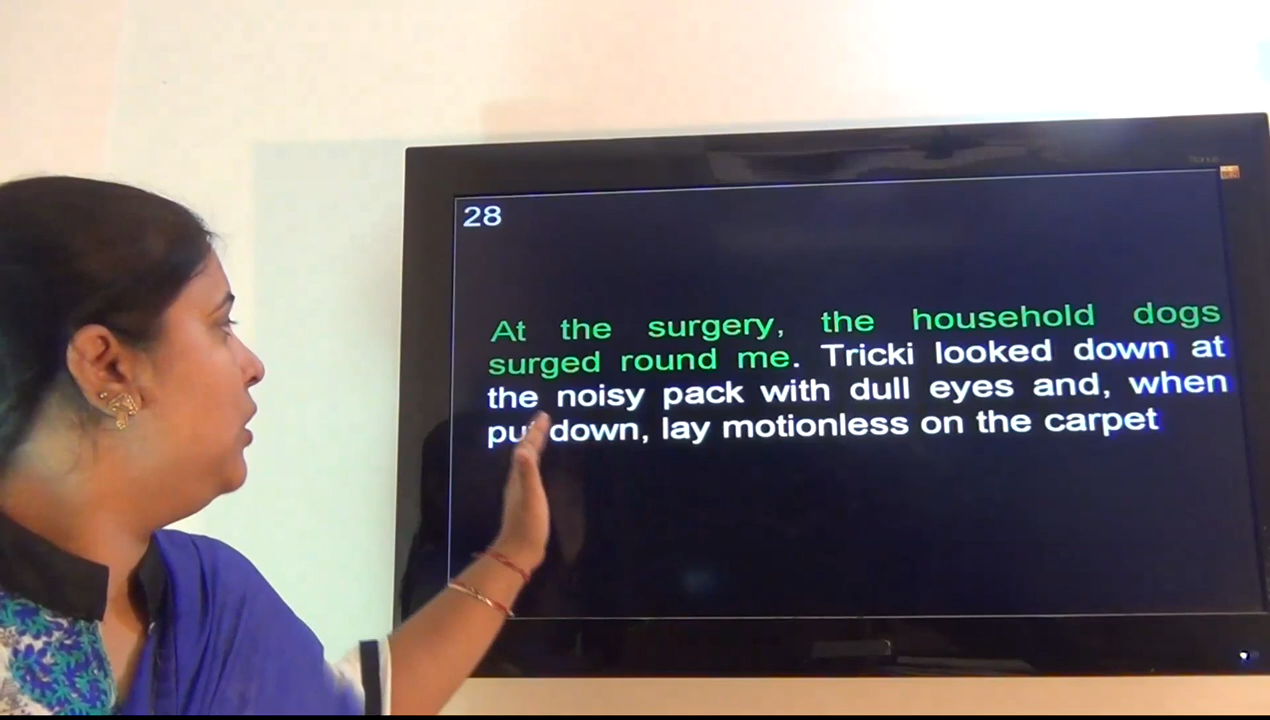 28
At the surgery, the household dogs
surged round me. Tricki looked down at
the noisy pack with dull eyes and, when
put down, lay motionless on the carpet